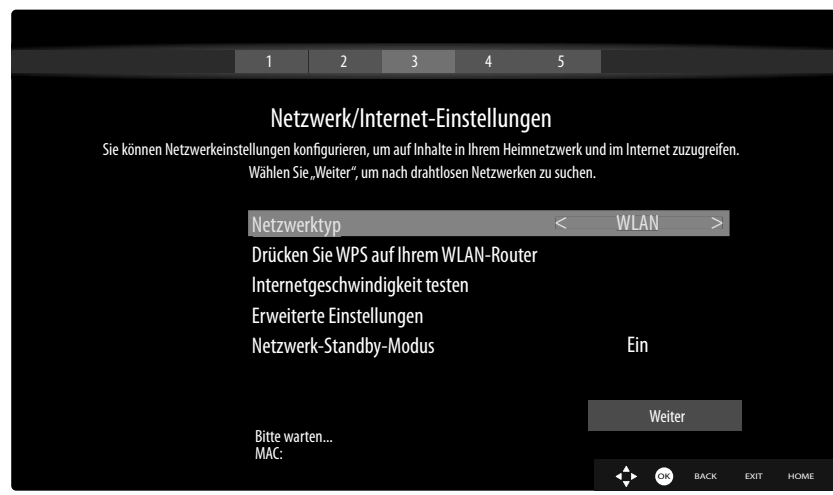 1 2 3 4 5
Netzwerk/Internet-Einstellungen
Sie können Netzwerkeinstellungen konfigurieren, um auf Inhalte in Ihrem Heimnetzwerk und im Internet zuzugreifen.
Wählen Sie „Weiter“, um nach drahtlosen Netzwerken zu suchen.
Netzwerktyp < WLAN >
Drücken Sie WPS auf Ihrem WLAN-Router
Internetgeschwindigkeit testen
Erweiterte Einstellungen
Netzwerk-Standby-Modus Ein
Weiter
Bitte warten...
MAC:
OK BACK EXIT HOME